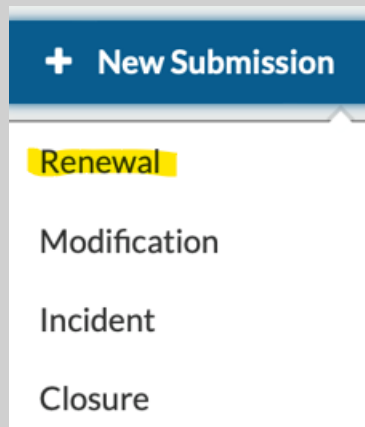 + New Submission
Renewal
Modification
Incident
Closure